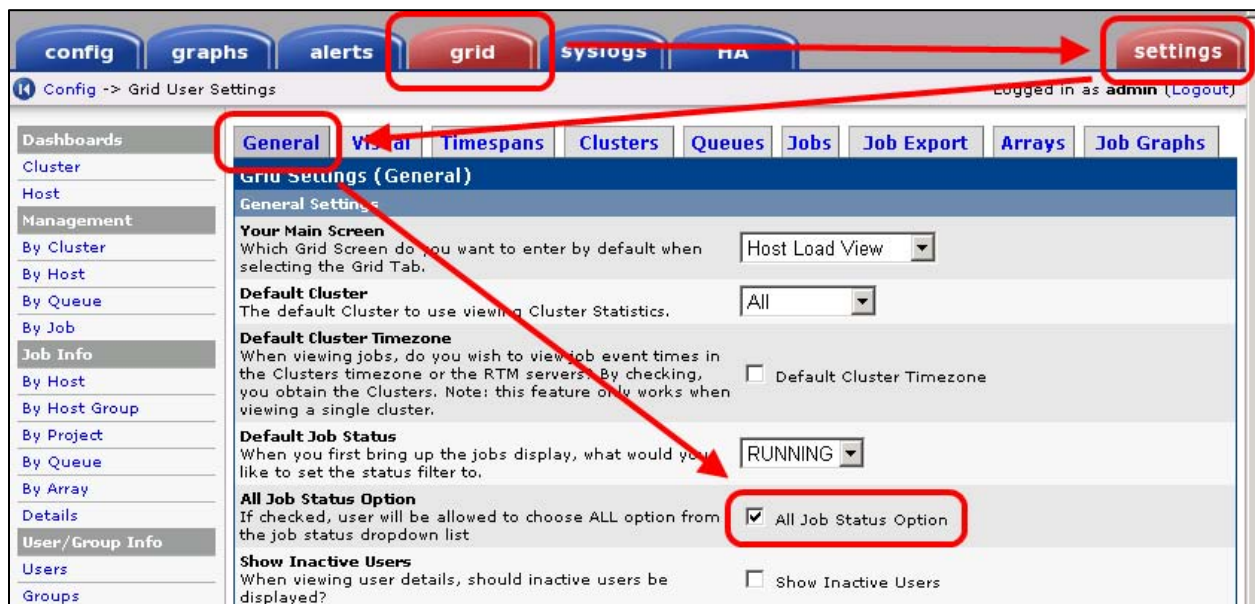 config graphs alerts grid syslogs HA settings
Config -> Grid User Settings Logged in as admin (Logout)
Dashboards
Cluster
Host
Management
By Cluster
By Host
By Queue
By Job
Job Info
By Host
By Host Group
By Project
By Queue
By Array
Details
User/Group Info
Users
Groups
General Visual Timespans Clusters Queues Jobs Job Export Arrays Job Graphs
Grid Settings (General)
General Settings
Your Main Screen
Which Grid Screen do you want to enter by default when
selecting the Grid Tab.
Host Load View
Default Cluster
The default Cluster to use viewing Cluster Statistics.
All
Default Cluster Timezone
When viewing jobs, do you wish to view job event times in
the Clusters timezone or the RTM servers? By checking,
you obtain the Clusters. Note: this feature only works when
viewing a single cluster.
Default Cluster Timezone
Default Job Status
When you first bring up the jobs display, what would you
like to set the status filter to.
RUNNING
All Job Status Option
If checked, user will be allowed to choose ALL option from
the job status dropdown list
All Job Status Option
Show Inactive Users
When viewing user details, should inactive users be
displayed?
Show Inactive Users